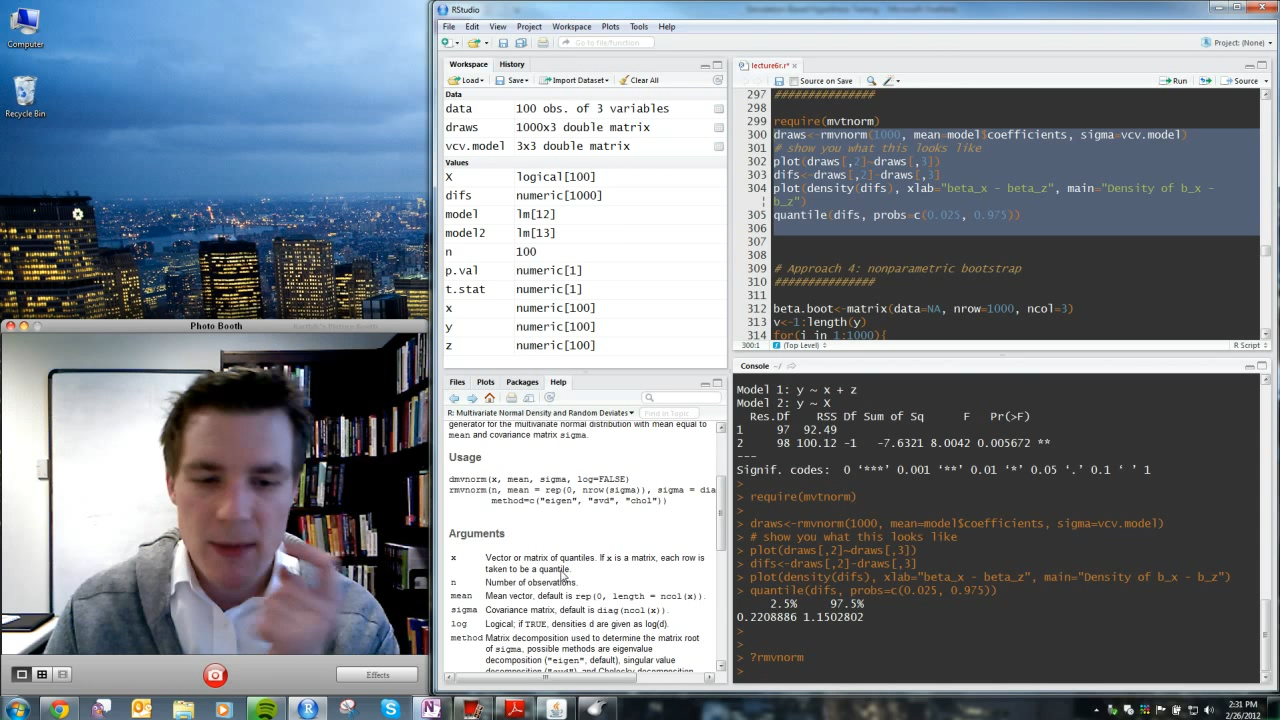 Computer
Recycle Bin
RStudio
File Edit View Project Workspace Plots Tools Help
Go to file/function
Project: (None)
Workspace History
Load Save Import Dataset Clear All
Data
data 100 obs. of 3 variables
draws 1000x3 double matrix
vcv.model 3x3 double matrix
Values
X logical[100]
difs numeric[1000]
model lm[12]
model2 lm[13]
n 100
p.val numeric[1]
t.stat numeric[1]
x numeric[100]
y numeric[100]
z numeric[100]
lecture6r.r*
Source on Save Run Source
297 ###############
298
299 require(mvtnorm)
300 draws<-rmvnorm(1000, mean=model$coefficients, sigma=vcv.model)
301 # show you what this looks like
302 plot(draws[,2]~draws[,3])
303 difs<-draws[,2]-draws[,3]
304 plot(density(difs), xlab="beta_x - beta_z", main="Density of b_x -
b_z")
305 quantile(difs, probs=c(0.025, 0.975))
306
307
308
309 # Approach 4: nonparametric bootstrap
310 ###############
311
312 beta.boot<-matrix(data=NA, nrow=1000, ncol=3)
313 v<-1:length(y)
314 for(i in 1:1000){
300:1 (Top Level) R Script
Photo Booth
Effects
Files Plots Packages Help
R: Multivariate Normal Density and Random Deviates Find in Topic
generator for the multivariate normal distribution with mean equal to
mean and covariance matrix sigma.
Usage
dmvnorm(x, mean, sigma, log=FALSE)
rmvnorm(n, mean = rep(0, nrow(sigma)), sigma = dia
method=c("eigen", "svd", "chol"))
Arguments
x Vector or matrix of quantiles. If x is a matrix, each row is
taken to be a quantile.
n Number of observations.
mean Mean vector, default is rep(0, length = ncol(x)).
sigma Covariance matrix, default is diag(ncol(x)).
log Logical; if TRUE, densities d are given as log(d).
method Matrix decomposition used to determine the matrix root
of sigma, possible methods are eigenvalue
decomposition ("eigen", default), singular value
Console ~/
Model 1: y ~ x + z
Model 2: y ~ X
Res.Df RSS Df Sum of Sq F Pr(>F)
1 97 92.49
2 98 100.12 -1 -7.6321 8.0042 0.005672 **
---
Signif. codes: 0 ‘***’ 0.001 ‘**’ 0.01 ‘*’ 0.05 ‘.’ 0.1 ‘ ’ 1
>
> require(mvtnorm)
>
> draws<-rmvnorm(1000, mean=model$coefficients, sigma=vcv.model)
> # show you what this looks like
> plot(draws[,2]~draws[,3])
> difs<-draws[,2]-draws[,3]
> plot(density(difs), xlab="beta_x - beta_z", main="Density of b_x - b_z")
> quantile(difs, probs=c(0.025, 0.975))
2.5% 97.5%
0.2208886 1.1502802
>
>
> ?rmvnorm
>
2:31 PM
2/26/2012